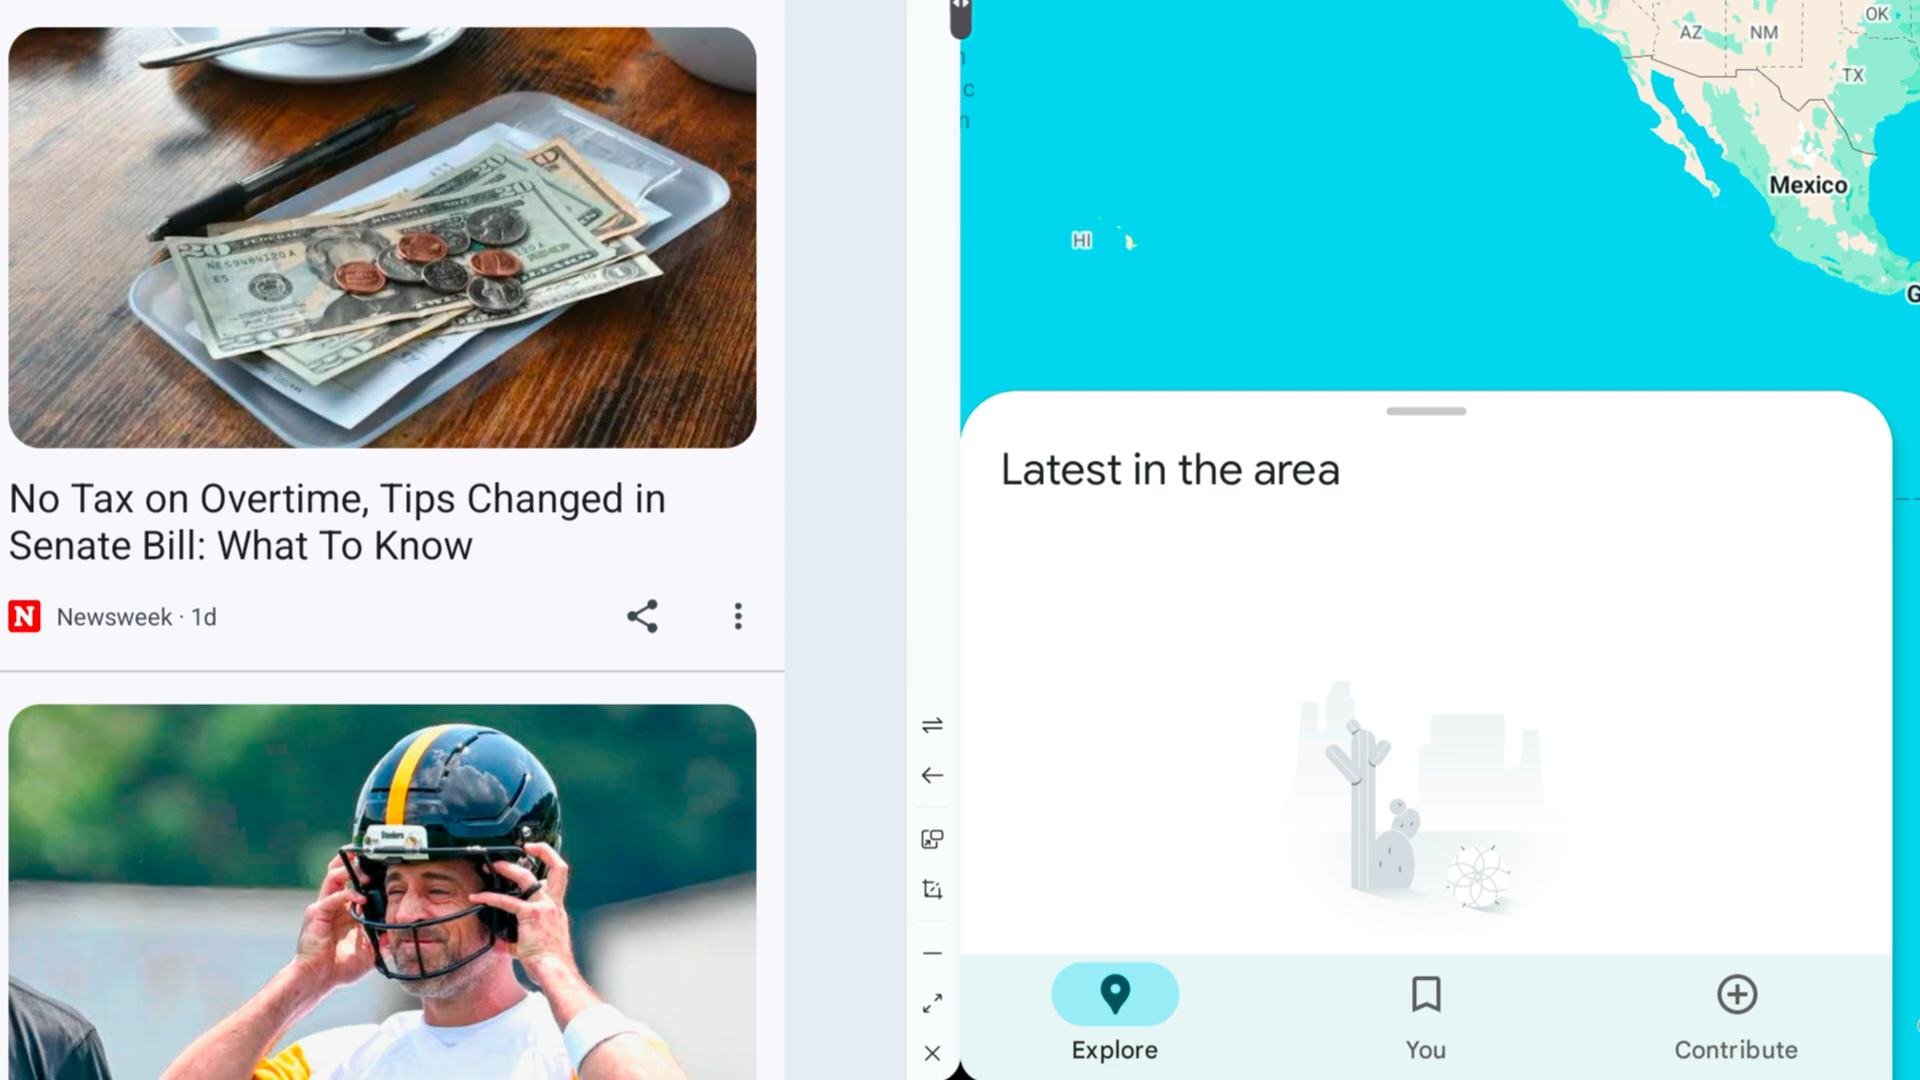 No Tax on Overtime, Tips Changed in
Senate Bill: What To Know
N
Newsweek · 1d
Steelers
c
n
AZ
NM
OK
TX
Mexico
HI
G
Latest in the area
Explore
You
Contribute